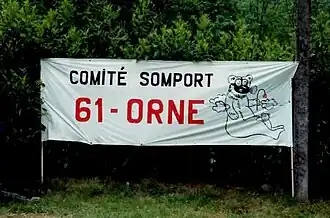 COMITÉ SOMPORT
61 - ORNE